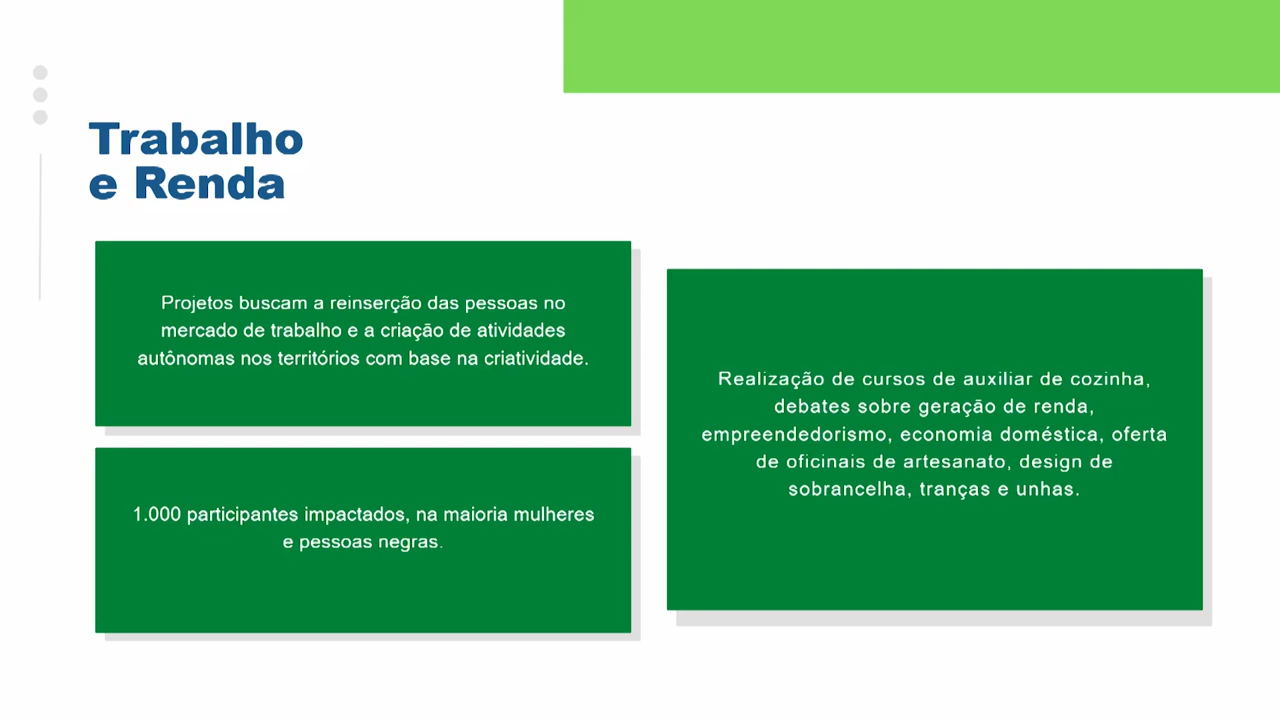 Trabalho
e Renda
Projetos buscam a reinserção das pessoas no
mercado de trabalho e a criação de atividades
autônomas nos territórios com base na criatividade.
1.000 participantes impactados, na maioria mulheres
e pessoas negras.
Realização de cursos de auxiliar de cozinha,
debates sobre geração de renda,
empreendedorismo, economia doméstica, oferta
de oficinais de artesanato, design de
sobrancelha, tranças e unhas.